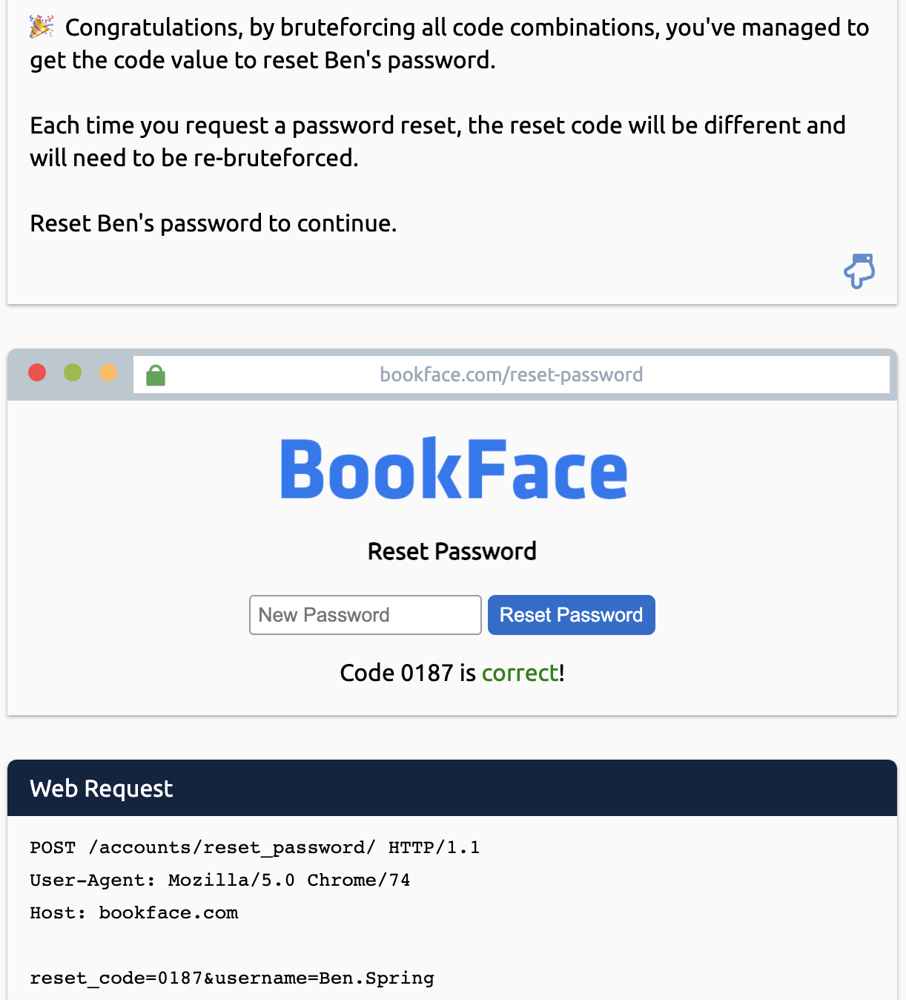 🎉 Congratulations, by bruteforcing all code combinations, you've managed to
get the code value to reset Ben's password.
Each time you request a password reset, the reset code will be different and
will need to be re-bruteforced.
Reset Ben's password to continue.
bookface.com/reset-password
BookFace
Reset Password
New Password
Reset Password
Code 0187 is correct!
Web Request
POST /accounts/reset_password/ HTTP/1.1
User-Agent: Mozilla/5.0 Chrome/74
Host: bookface.com
reset_code=0187&username=Ben.Spring